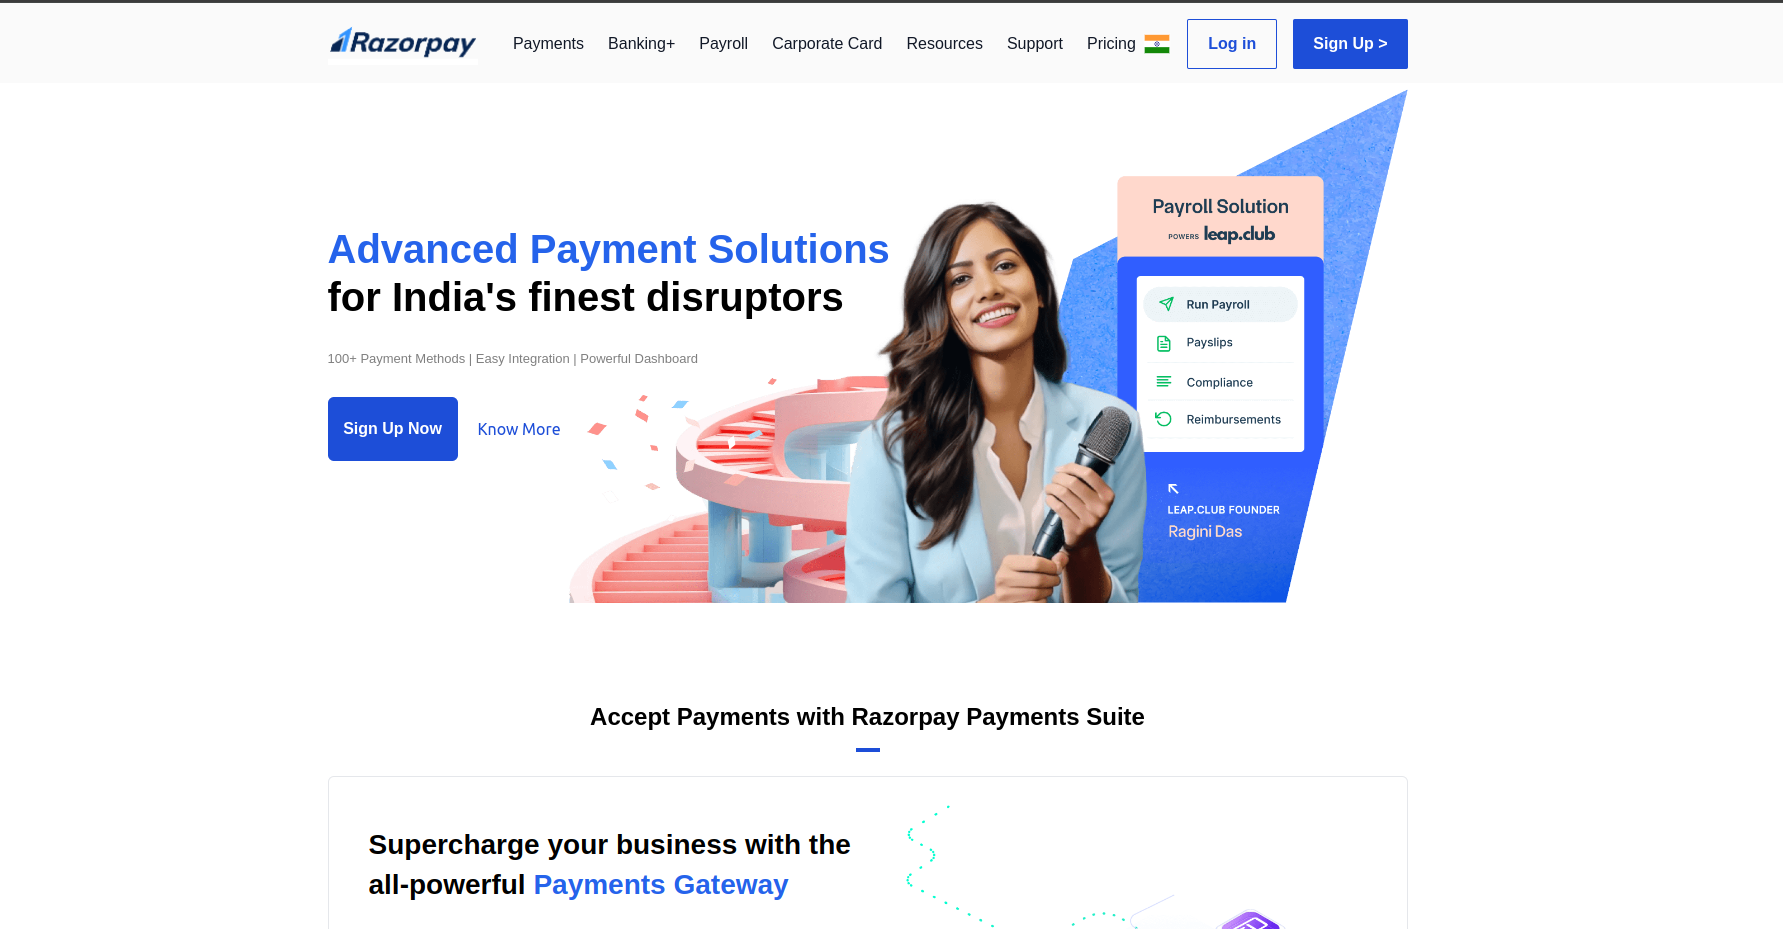 Razorpay
Payments
Banking+
Payroll
Corporate Card
Resources
Support
Pricing
Log in
Sign Up >
Advanced Payment Solutions
for India's finest disruptors
100+ Payment Methods | Easy Integration | Powerful Dashboard
Sign Up Now
Know More
Payroll Solution
POWERS leap.club
Run Payroll
Payslips
Compliance
Reimbursements
LEAP.CLUB FOUNDER
Ragini Das
Accept Payments with Razorpay Payments Suite
Supercharge your business with the
all-powerful Payments Gateway